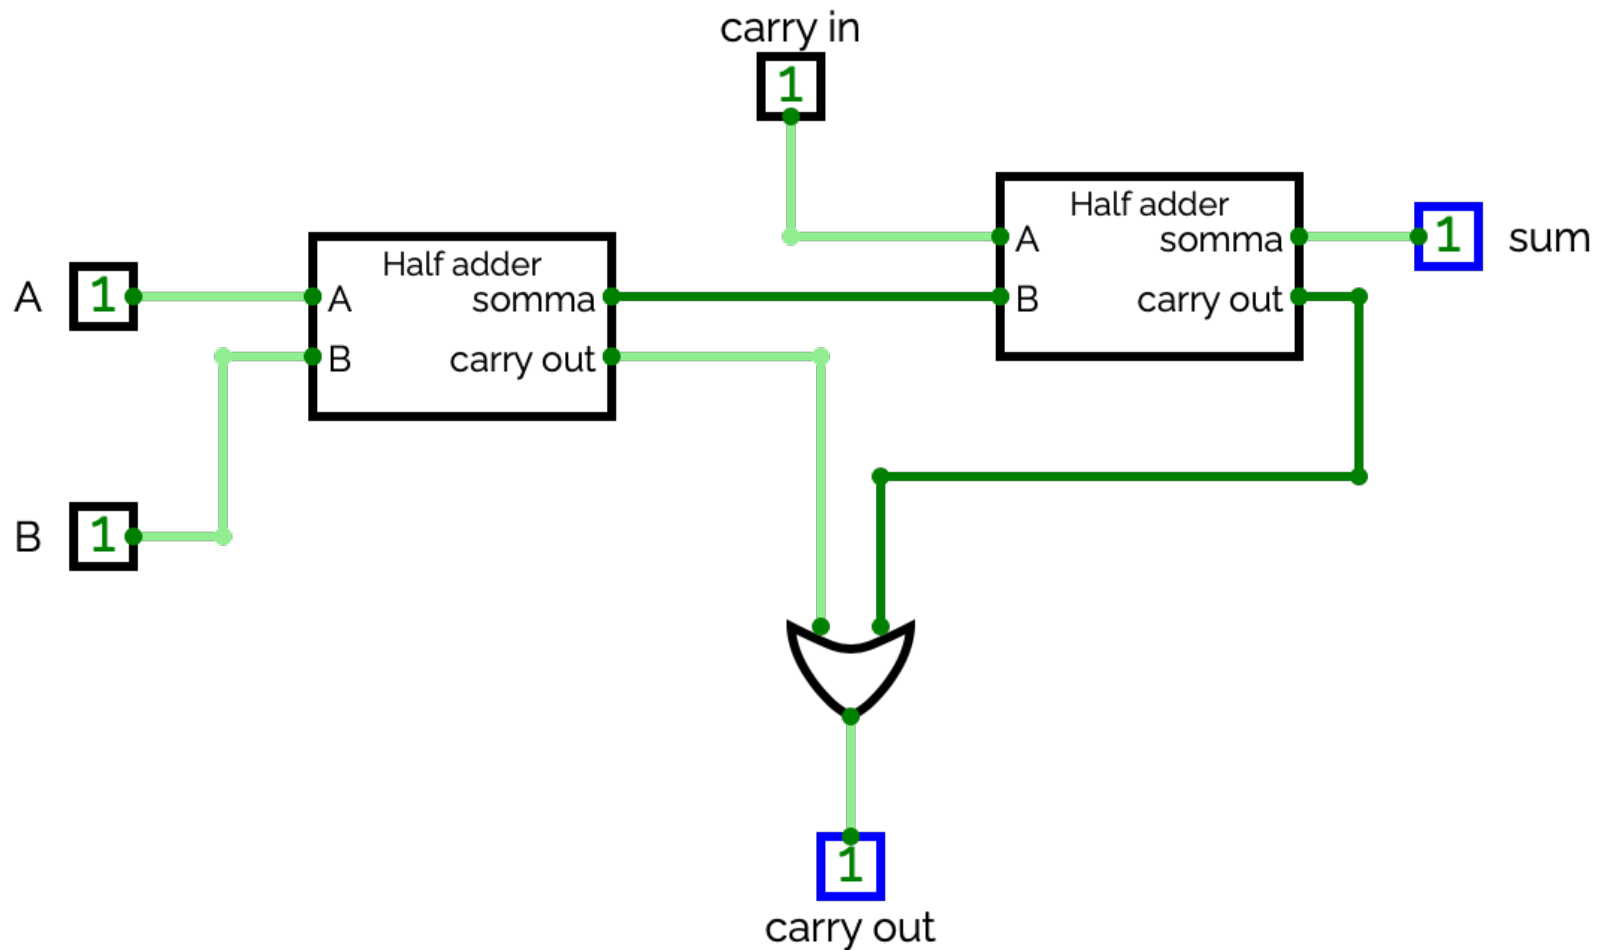 carry in
1
Half adder
A somma
B carry out
1 sum
A 1
Half adder
A somma
B carry out
B 1
1
carry out